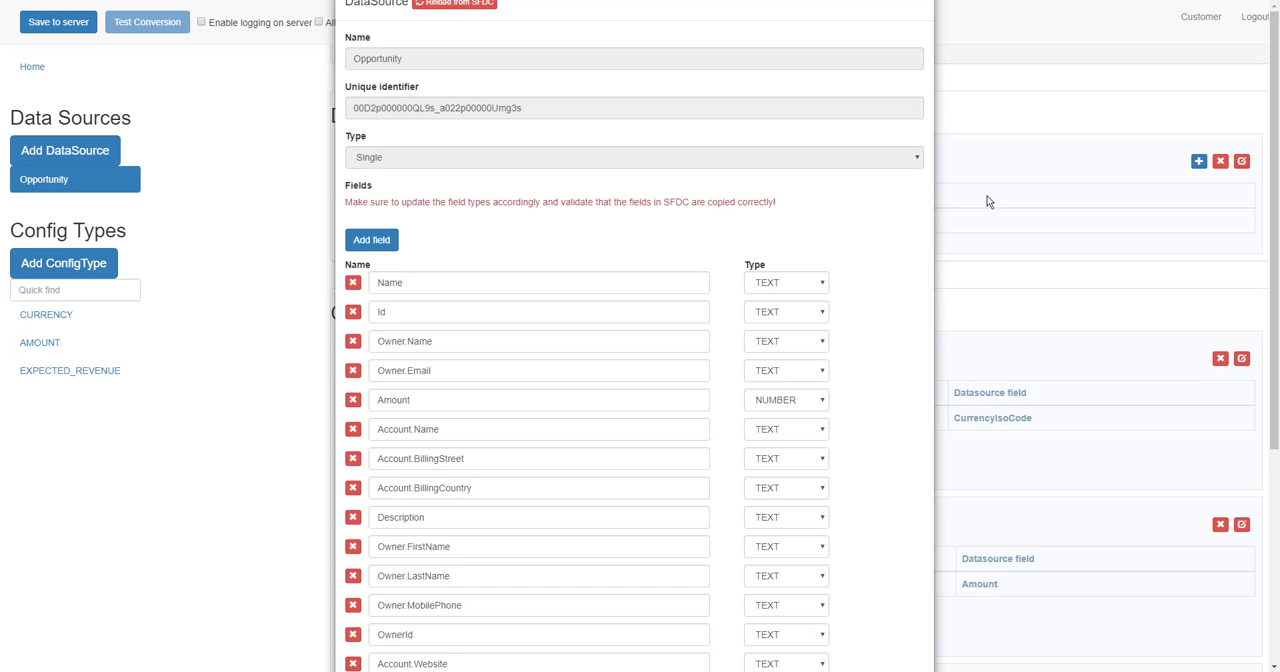 Save to server
Test Conversion
Enable logging on server
Customer
Logout
Home
Data Sources
Add DataSource
Opportunity
Config Types
Add ConfigType
Quick find
CURRENCY
AMOUNT
EXPECTED_REVENUE
DataSource
Reload from SFDC
Name
Opportunity
Unique identifier
00D2p000000QL9s_a022p00000Umg3s
Type
Single
Fields
Make sure to update the field types accordingly and validate that the fields in SFDC are copied correctly!
Add field
Name Type
Name TEXT
Id TEXT
Owner.Name TEXT
Owner.Email TEXT
Amount NUMBER
Account.Name TEXT
Account.BillingStreet TEXT
Account.BillingCountry TEXT
Description TEXT
Owner.FirstName TEXT
Owner.LastName TEXT
Owner.MobilePhone TEXT
OwnerId TEXT
Account.Website TEXT
Datasource field
CurrencyIsoCode
Datasource field
Amount